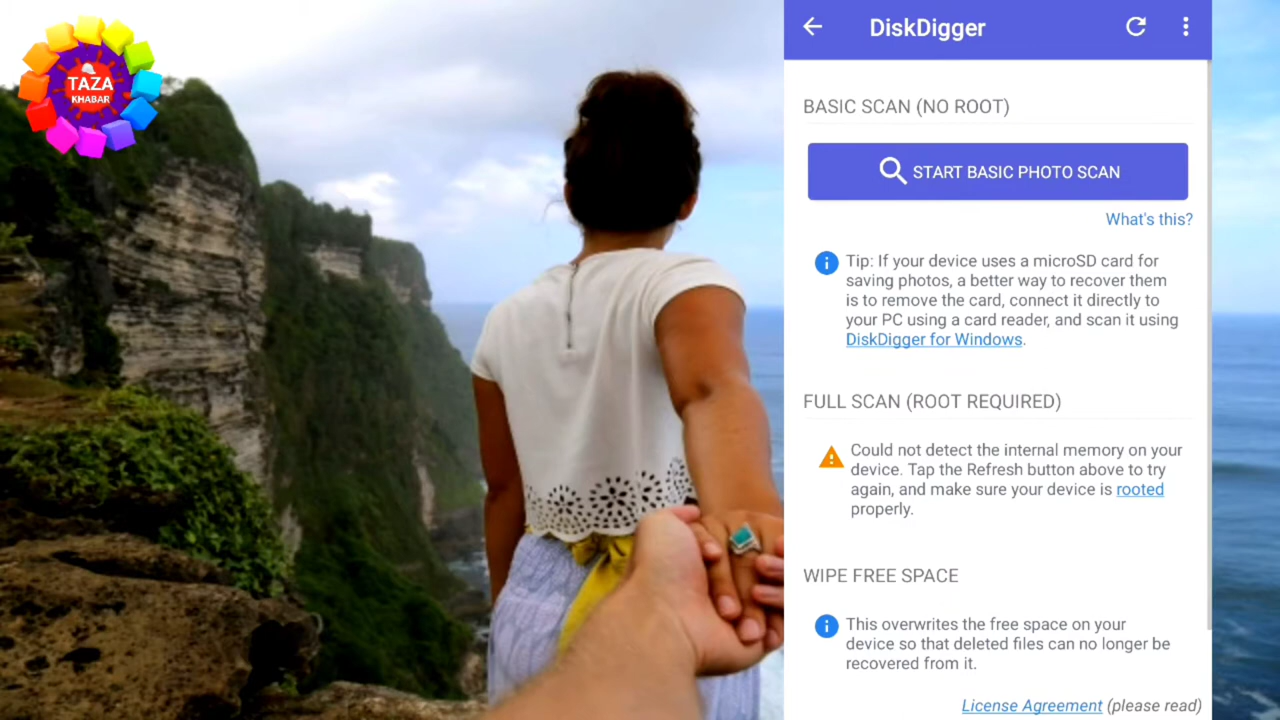 TAZA
KHABAR
DiskDigger
BASIC SCAN (NO ROOT)
START BASIC PHOTO SCAN
What's this?
Tip: If your device uses a microSD card for
saving photos, a better way to recover them
is to remove the card, connect it directly to
your PC using a card reader, and scan it using
DiskDigger for Windows.
FULL SCAN (ROOT REQUIRED)
Could not detect the internal memory on your
device. Tap the Refresh button above to try
again, and make sure your device is rooted
properly.
WIPE FREE SPACE
This overwrites the free space on your
device so that deleted files can no longer be
recovered from it.
License Agreement (please read)